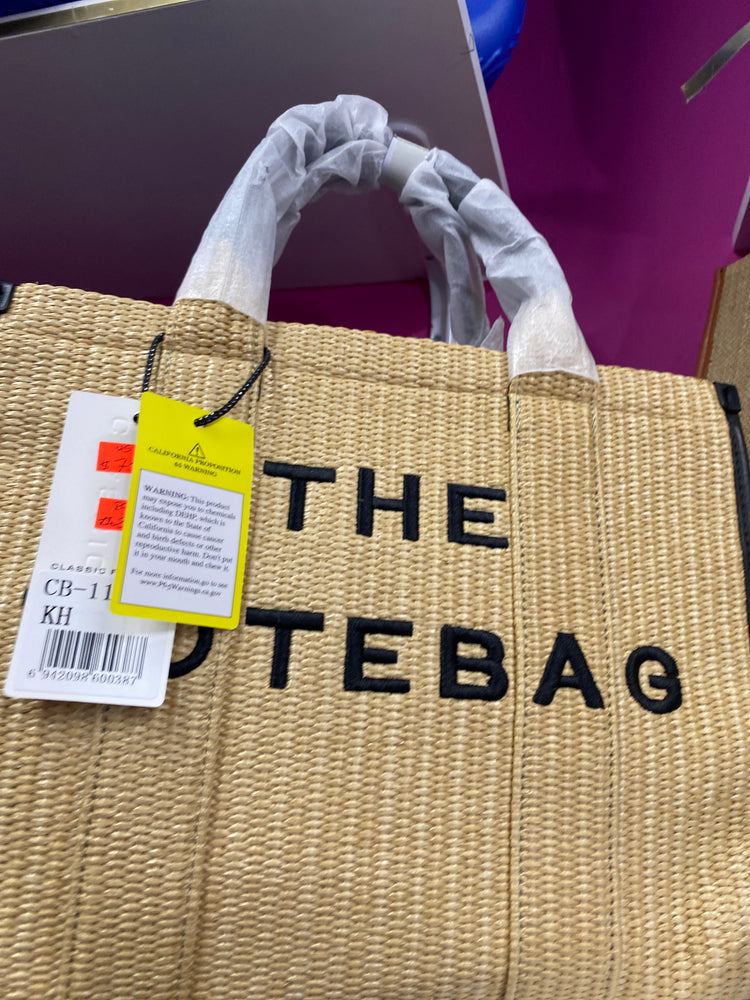 THE
TEBAG
CALIFORNIA PROPOSITION
65 WARNING
WARNING: This product
may expose you to chemicals
including DEHP, which is
known to the State of
California to cause cancer
and birth defects or other
reproductive harm. Don't put
it in your mouth and chew it.
For more information,go to see
www.P65Warnings.ca.gov
CLASSIC
CB-11
KH
6 942098 600387